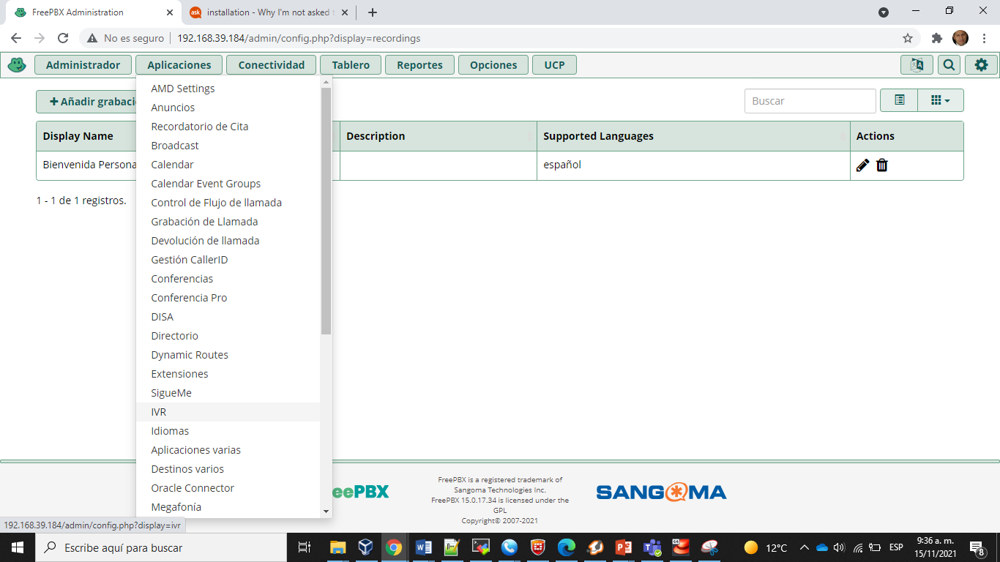 FreePBX Administration
installation - Why I'm not asked t
No es seguro
192.168.39.184/admin/config.php?display=recordings
Administrador
Aplicaciones
Conectividad
Tablero
Reportes
Opciones
UCP
Añadir grabaci
Buscar
Display Name
Description
Supported Languages
Actions
Bienvenida Persona
español
1 - 1 de 1 registros.
AMD Settings
Anuncios
Recordatorio de Cita
Broadcast
Calendar
Calendar Event Groups
Control de Flujo de llamada
Grabación de Llamada
Devolución de llamada
Gestión CallerID
Conferencias
Conferencia Pro
DISA
Directorio
Dynamic Routes
Extensiones
SigueMe
IVR
Idiomas
Aplicaciones varias
Destinos varios
Oracle Connector
Megafonía
eePBX
FreePBX is a registered trademark of
Sangoma Technologies Inc.
FreePBX 15.0.17.34 is licensed under the
GPL
Copyright© 2007-2021
SANGOMA
192.168.39.184/admin/config.php?display=ivr
Escribe aquí para buscar
12°C
ESP
9:36 a. m.
15/11/2021
8